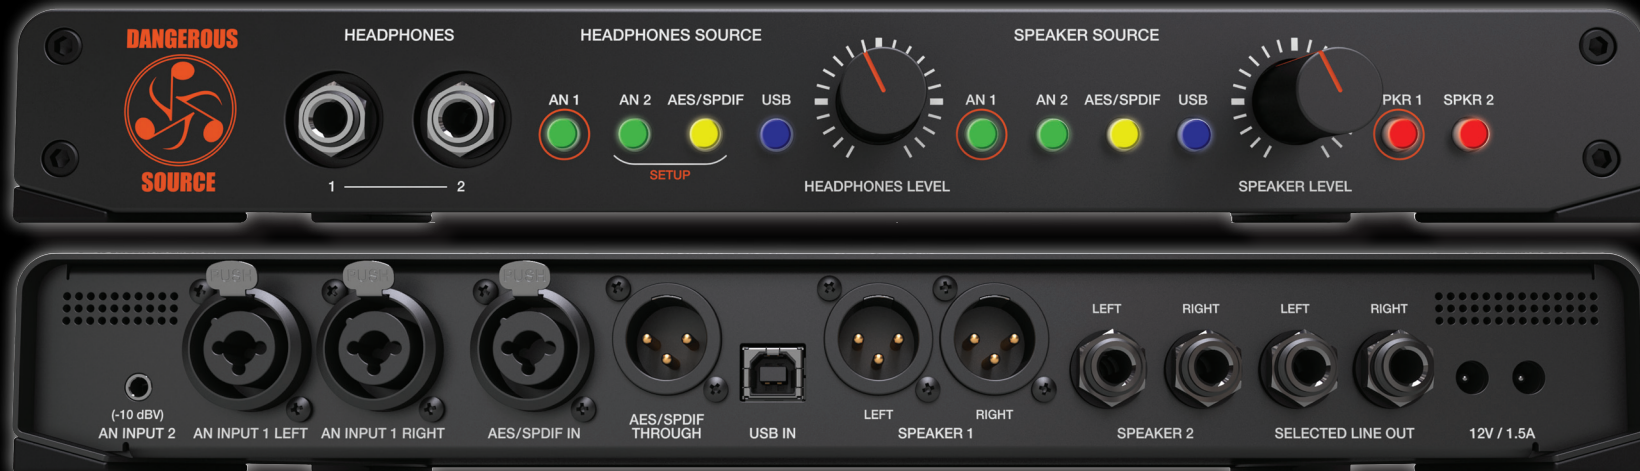 DANGEROUS
SOURCE
HEADPHONES
1
2
HEADPHONES SOURCE
AN 1
AN 2
AES/SPDIF
USB
SETUP
HEADPHONES LEVEL
SPEAKER SOURCE
AN 1
AN 2
AES/SPDIF
USB
SPEAKER LEVEL
PKR 1
SPKR 2
PUSH
PUSH
PUSH
(-10 dBV)
AN INPUT 2
AN INPUT 1 LEFT
AN INPUT 1 RIGHT
AES/SPDIF IN
AES/SPDIF
THROUGH
USB IN
LEFT
RIGHT
SPEAKER 1
LEFT
RIGHT
SPEAKER 2
LEFT
RIGHT
SELECTED LINE OUT
12V / 1.5A